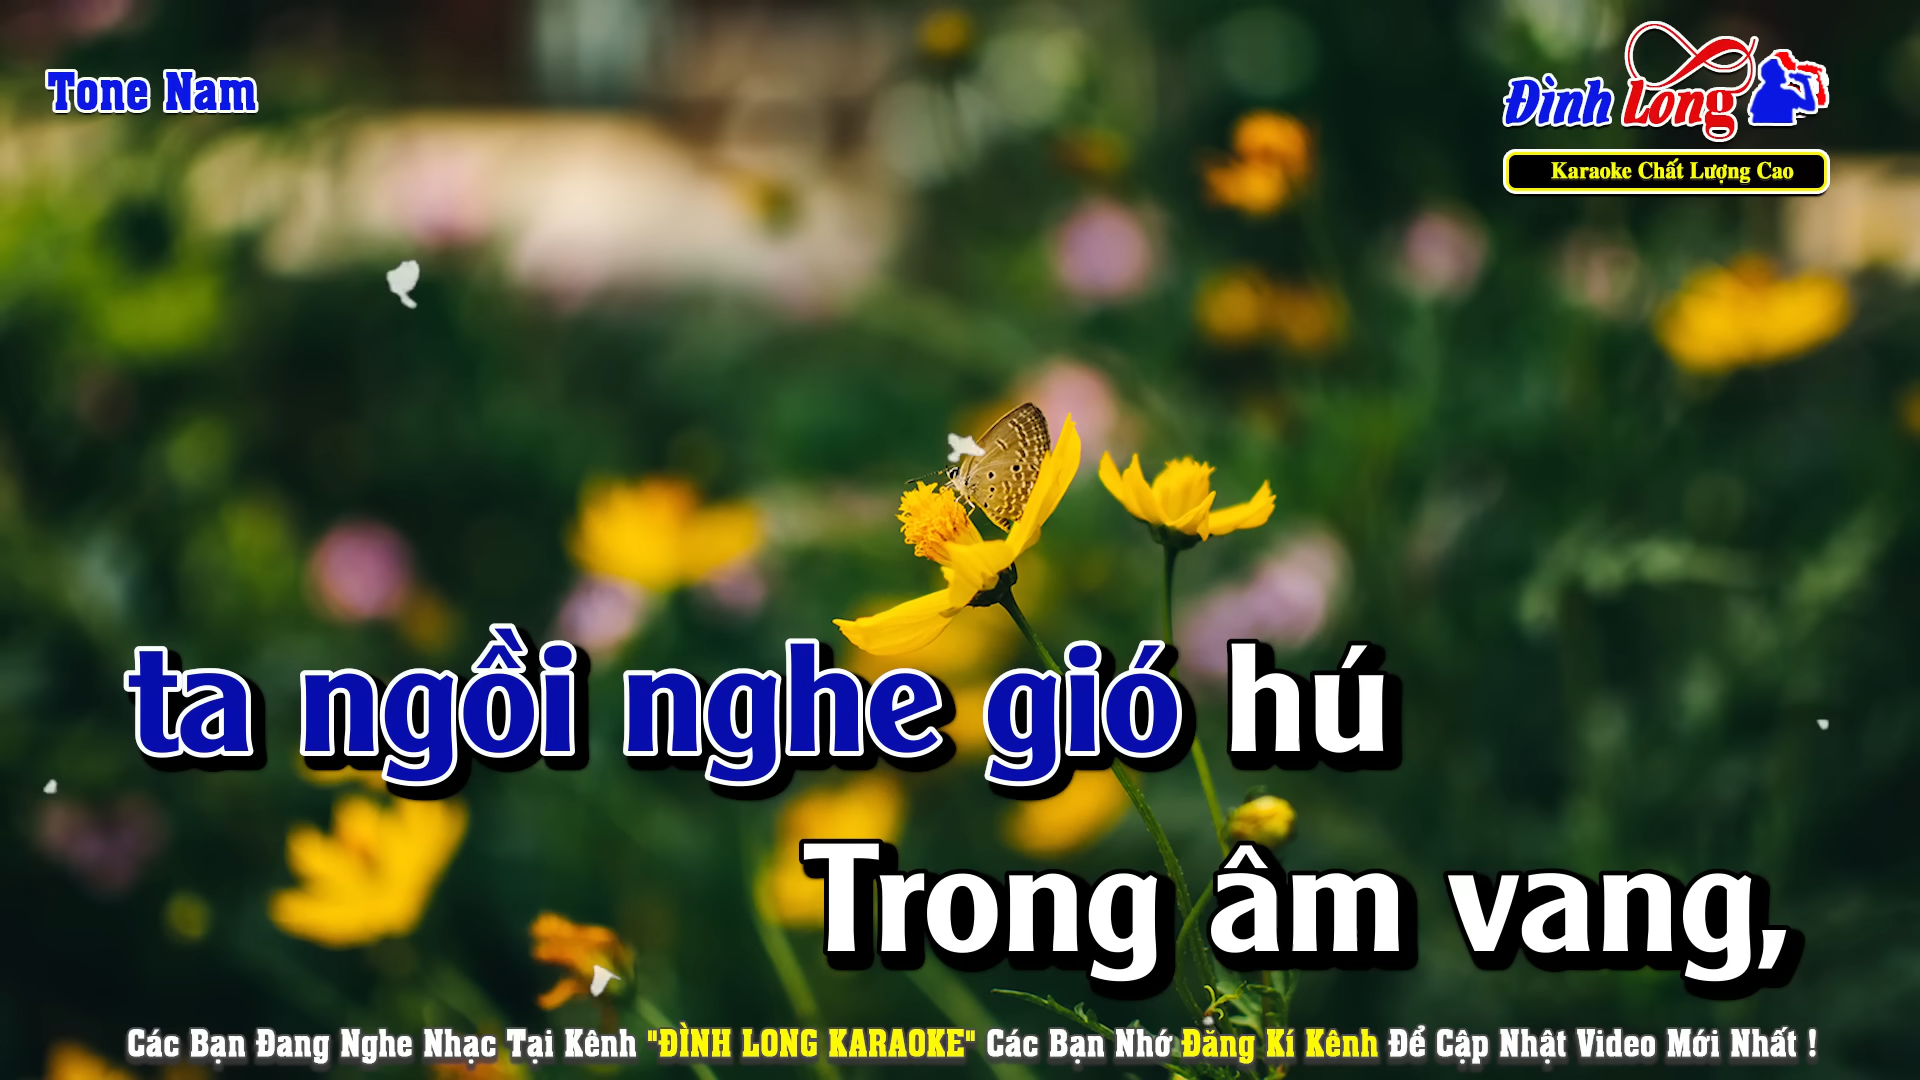 Tone Nam
Đình Long
Karaoke Chất Lượng Cao
ta ngồi nghe gió hú
Trong âm vang,
Các Bạn Đang Nghe Nhạc Tại Kênh "ĐÌNH LONG KARAOKE" Các Bạn Nhớ Đăng Kí Kênh Để Cập Nhật Video Mới Nhất !